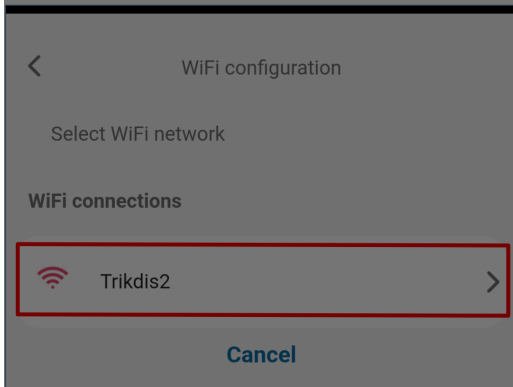 WiFi configuration
Select WiFi network
WiFi connections
Trikdis2
Cancel